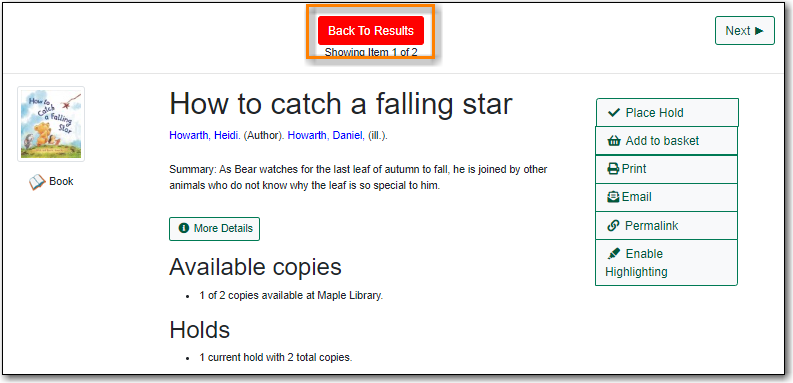 Back To Results
Next ▶
Showing Item 1 of 2
How to
Catch
a Falling
Star
How to catch a falling star
Howarth, Heidi. (Author). Howarth, Daniel, (ill.).
Book
Summary: As Bear watches for the last leaf of autumn to fall, he is joined by other
animals who do not know why the leaf is so special to him.
More Details
Available copies
• 1 of 2 copies available at Maple Library.
Holds
• 1 current hold with 2 total copies.
Place Hold
Add to basket
Print
Email
Permalink
Enable
Highlighting